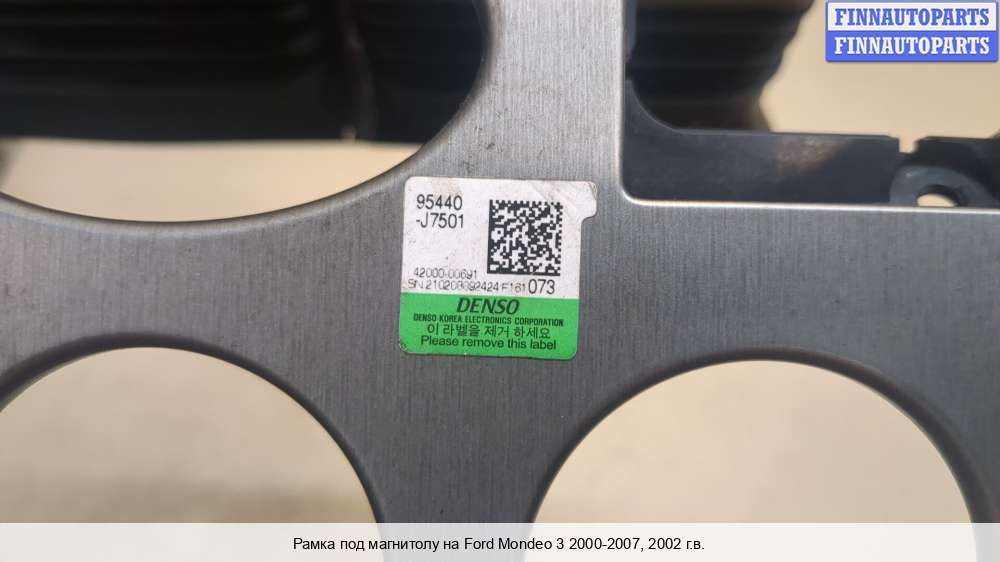 FINNAUTOPARTS
FINNAUTOPARTS
95440
-J7501
42000-00691
SN.210208092424 F161 073
DENSO
DENSO KOREA ELECTRONICS CORPORATION
이 라벨을 제거 하세요
Please remove this label
Рамка под магнитолу на Ford Mondeo 3 2000-2007, 2002 г.в.